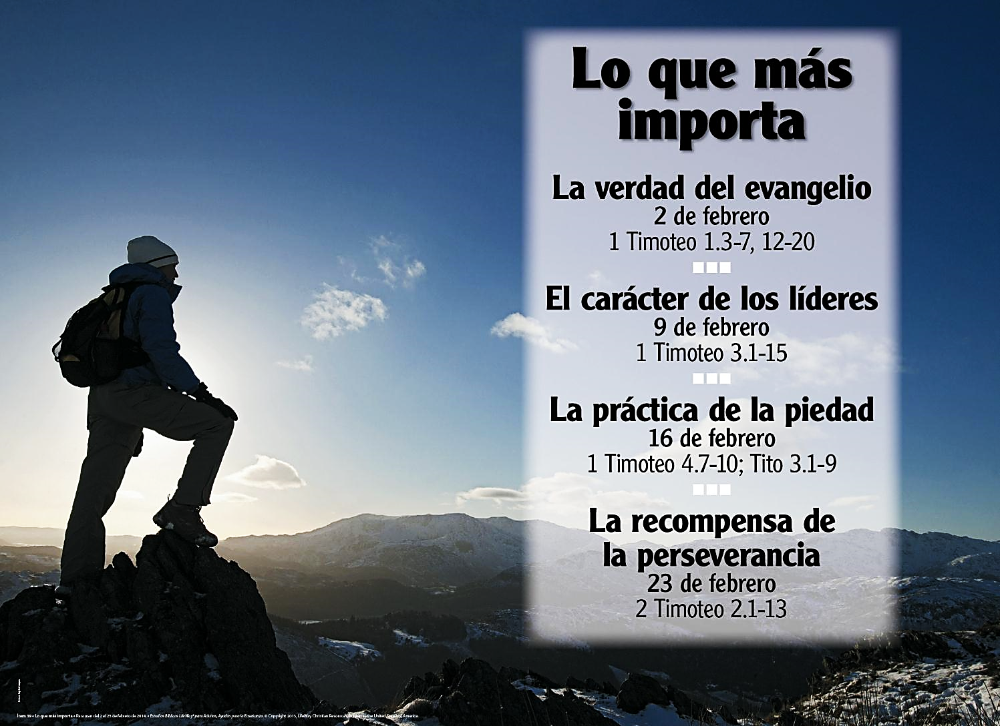 Lo que más
importa
La verdad del evangelio
2 de febrero
1 Timoteo 1.3-7, 12-20
El carácter de los líderes
9 de febrero
1 Timoteo 3.1-15
La práctica de la piedad
16 de febrero
1 Timoteo 4.7-10; Tito 3.1-9
La recompensa de
la perseverancia
23 de febrero
2 Timoteo 2.1-13
Ítem 19 • Lo que más importa • Para usar del 2 al 23 de febrero de 2014. • Estudios Bíblicos LifeWay® para Adultos, Ayudas para la Enseñanza. © Copyright 2013, LifeWay Christian Resources in the United States of America.